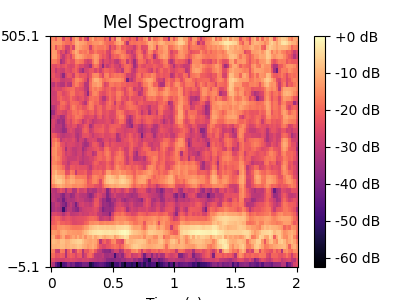 Mel Spectrogram
505.1
−5.1
0
0.5
1
1.5
2
+0 dB
-10 dB
-20 dB
-30 dB
-40 dB
-50 dB
-60 dB